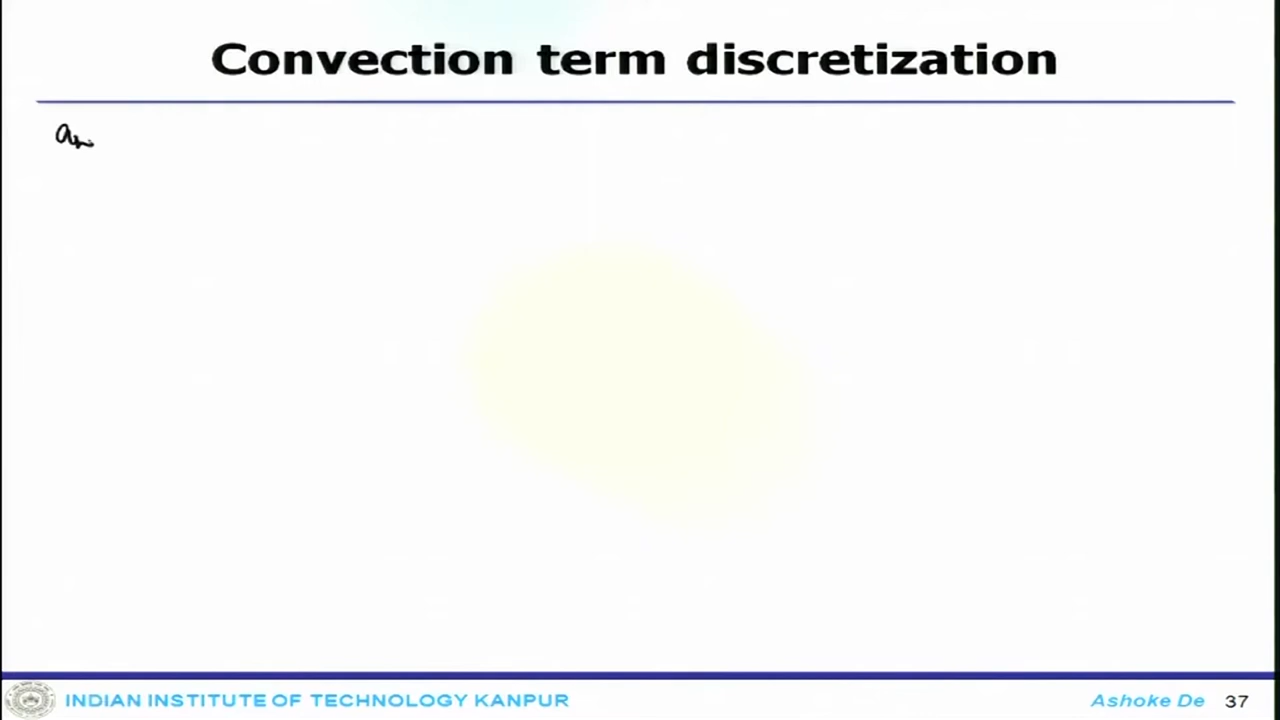 Convection term discretization
INDIAN INSTITUTE OF TECHNOLOGY KANPUR
Ashoke De 37